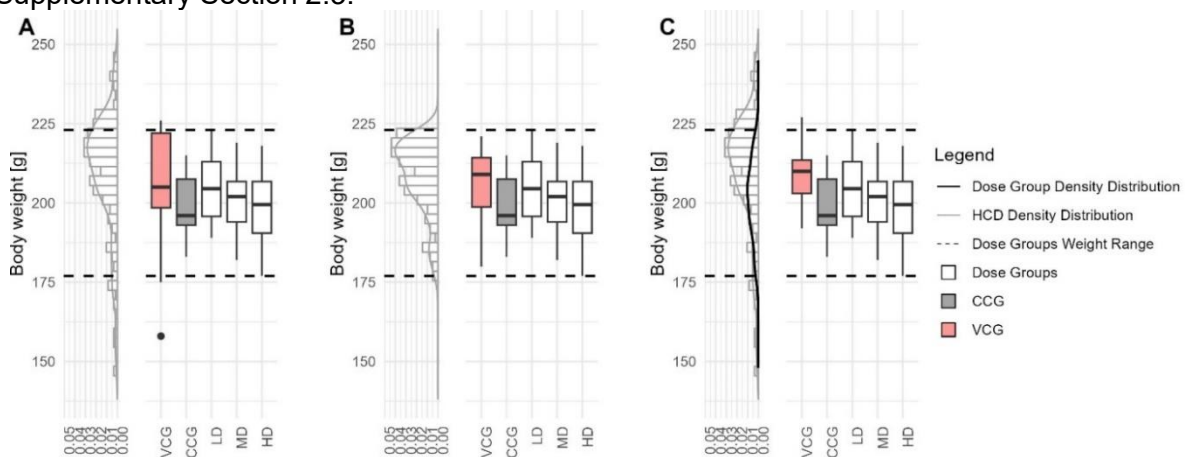 Supplementary Section 2.3.
A
B
C
Body weight [g]
250
225
200
175
150
0.05
0.04
0.03
0.02
0.01
0.00
VCG
CCG
LD
MD
HD
Body weight [g]
250
225
200
175
150
0.05
0.04
0.03
0.02
0.01
0.00
VCG
CCG
LD
MD
HD
Body weight [g]
250
225
200
175
150
0.05
0.04
0.03
0.02
0.01
0.00
VCG
CCG
LD
MD
HD
Legend
Dose Group Density Distribution
HCD Density Distribution
Dose Groups Weight Range
Dose Groups
CCG
VCG